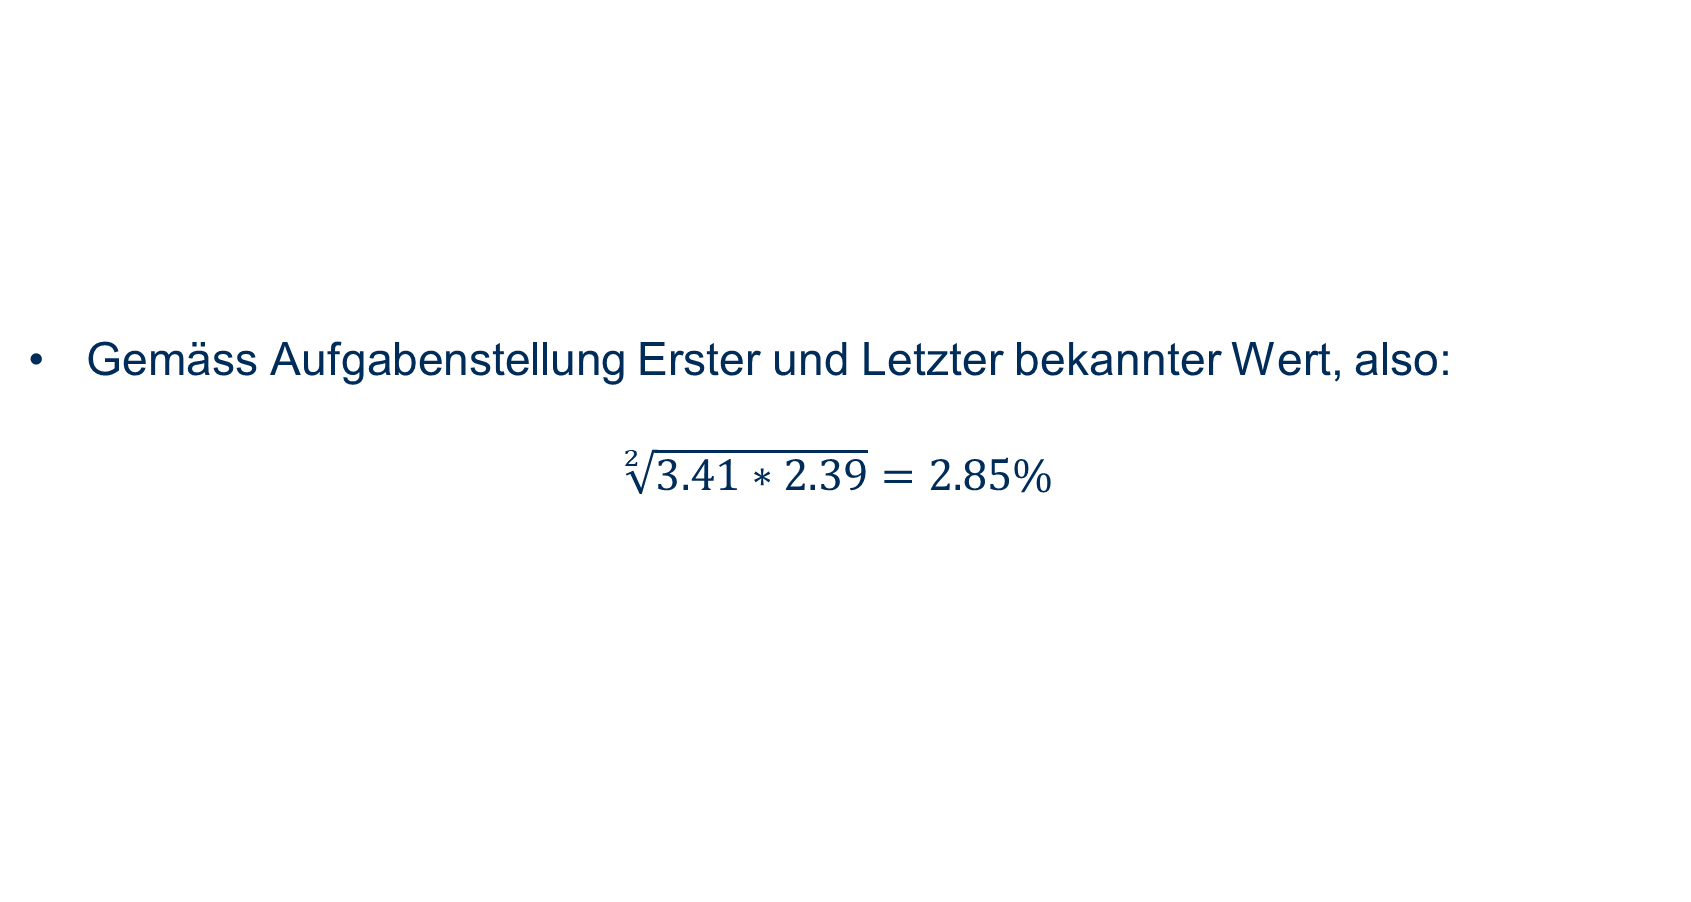 • Gemäss Aufgabenstellung Erster und Letzter bekannter Wert, also:
²√3.41 ∗ 2.39 = 2.85%